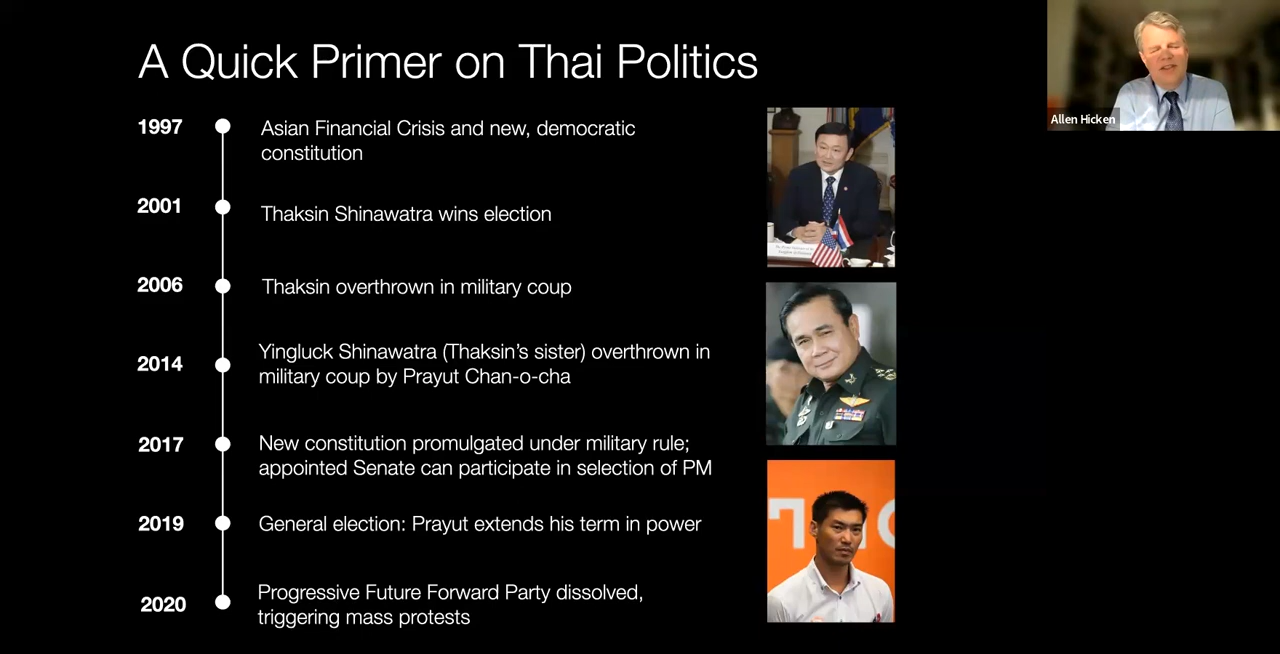 A Quick Primer on Thai Politics
Allen Hicken
1997
Asian Financial Crisis and new, democratic
constitution
2001
Thaksin Shinawatra wins election
2006
Thaksin overthrown in military coup
2014
Yingluck Shinawatra (Thaksin's sister) overthrown in
military coup by Prayut Chan-o-cha
2017
New constitution promulgated under military rule;
appointed Senate can participate in selection of PM
2019
General election: Prayut extends his term in power
2020
Progressive Future Forward Party dissolved,
triggering mass protests